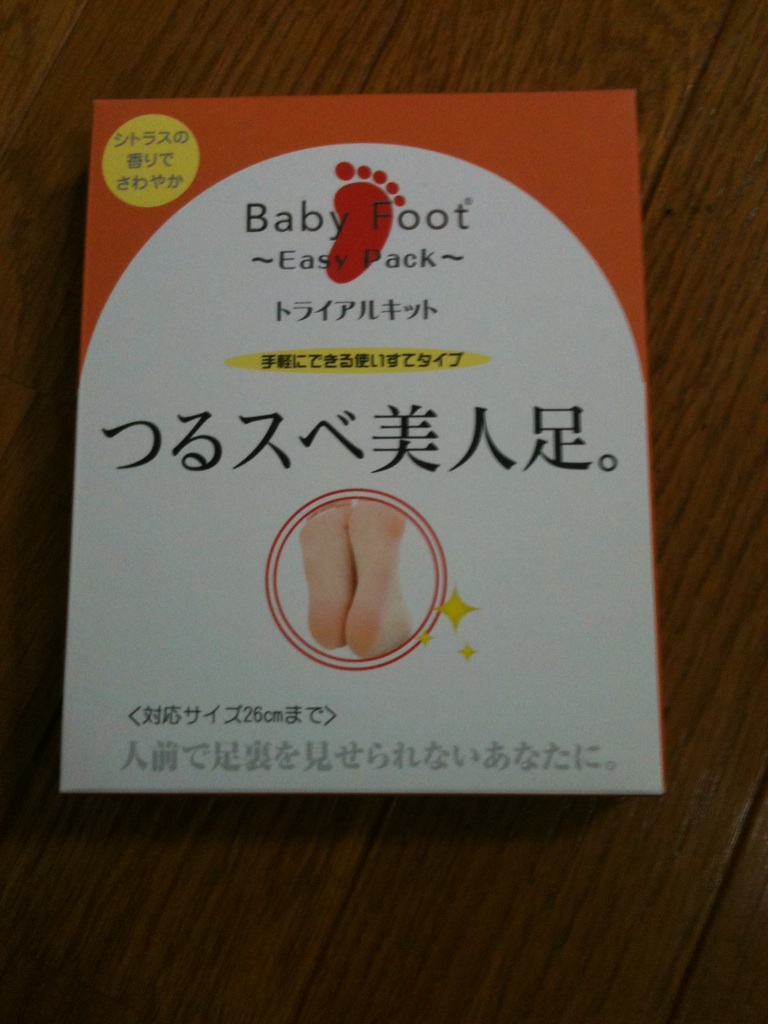 シトラスの
香りで
さわやか
Baby Foot®
～Easy Pack～
トライアルキット
手軽にできる使いすてタイプ
つるスベ美人足。
〈対応サイズ26cmまで〉
人前で足裏を見せられないあなたに。